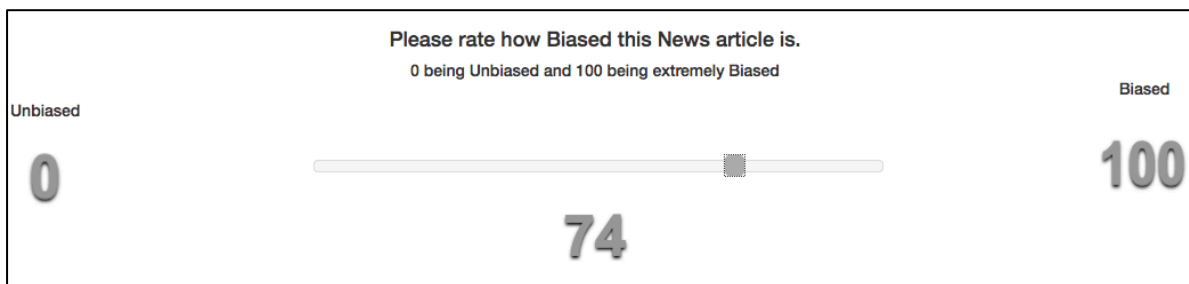 Please rate how Biased this News article is.
0 being Unbiased and 100 being extremely Biased
Unbiased
Biased
0
100
74